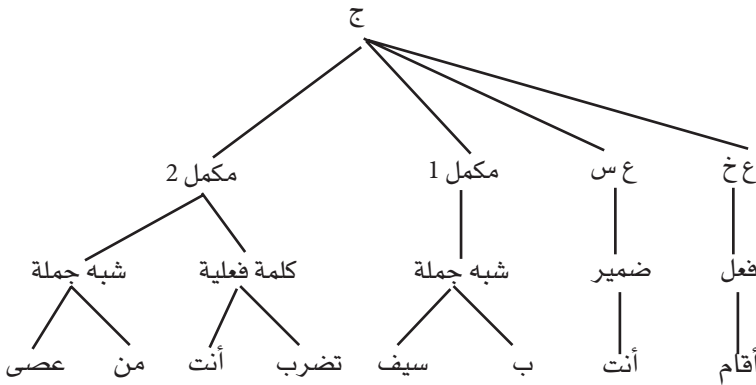 ج
ع خ ع س مكمل 1 مكمل 2
فعل ضمير شبه جملة كلمة فعلية شبه جملة
أقام أنت ب سيف تضرب أنت من عصى